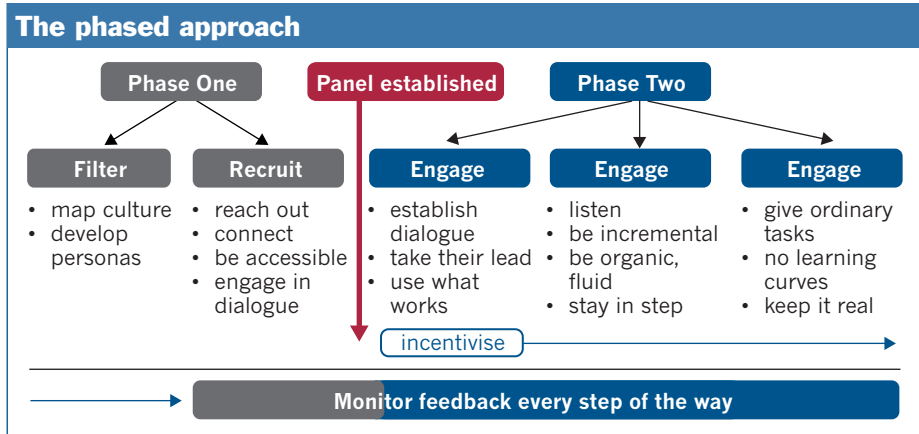 The phased approach
Phase One
Panel established
Phase Two
Filter
• map culture
• develop
personas
Recruit
• reach out
• connect
• be accessible
• engage in
dialogue
Engage
• establish
dialogue
• take their lead
• use what
works
Engage
• listen
• be incremental
• be organic,
fluid
• stay in step
Engage
• give ordinary
tasks
• no learning
curves
• keep it real
incentivise
Monitor feedback every step of the way